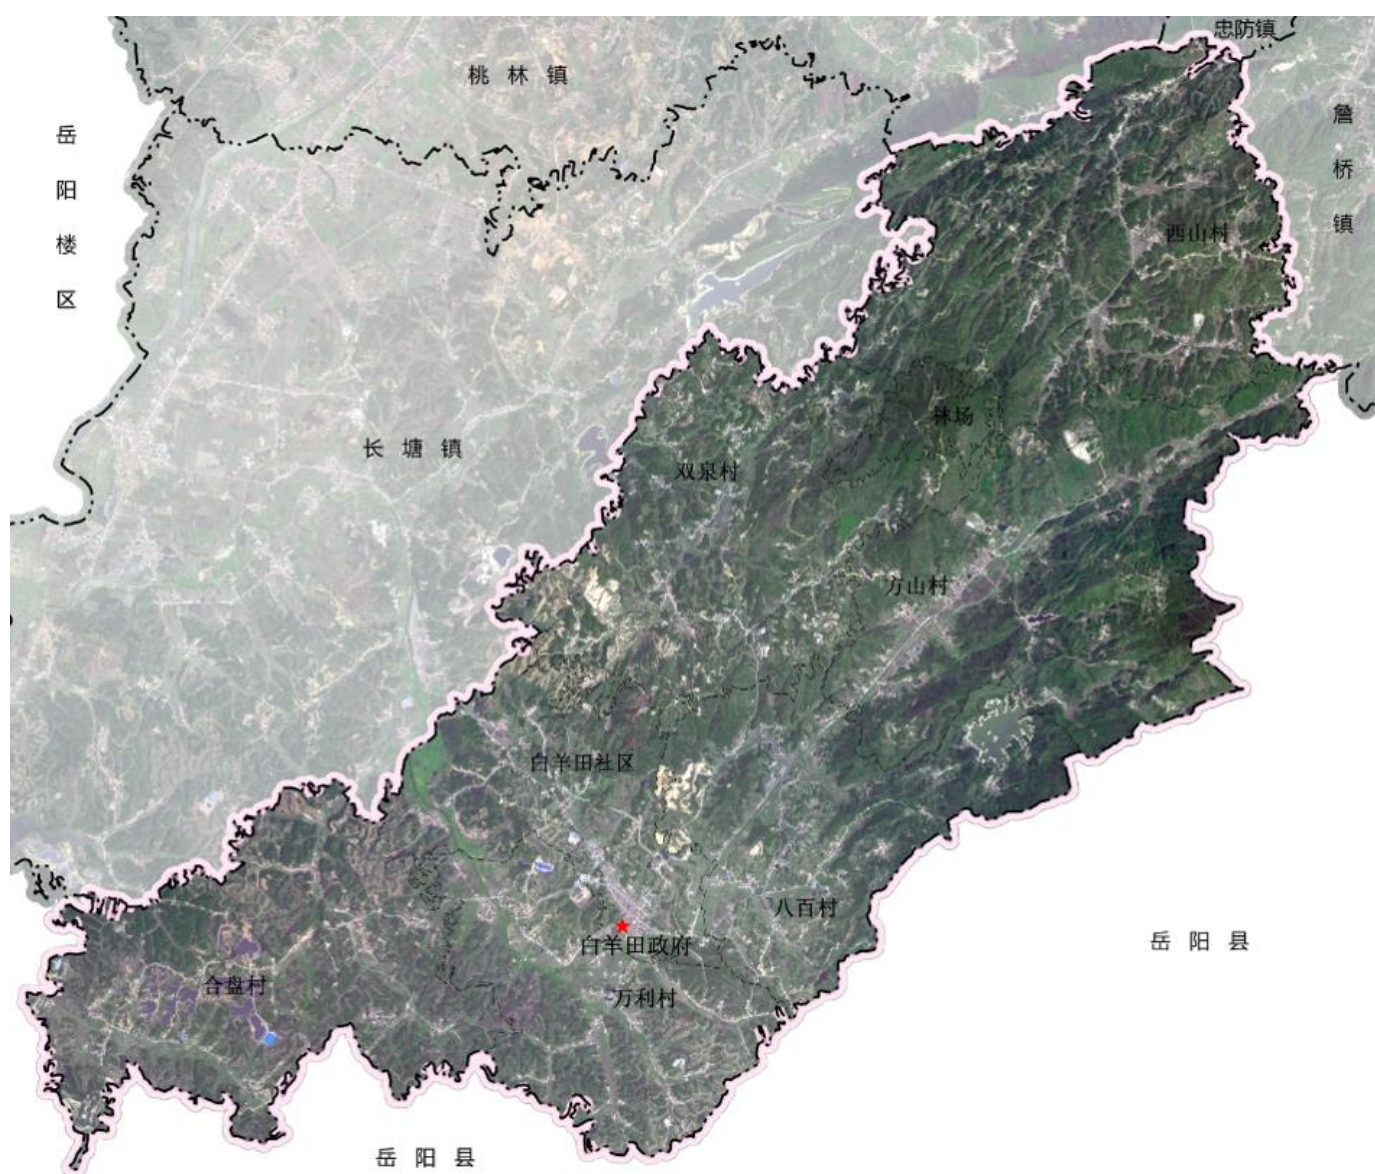 忠防镇
桃林镇
詹桥镇
岳阳楼区
西山村
林场
长塘镇
双泉村
方山村
白羊田社区
八百村
白羊田政府
岳阳县
合盘村
万利村
岳阳县